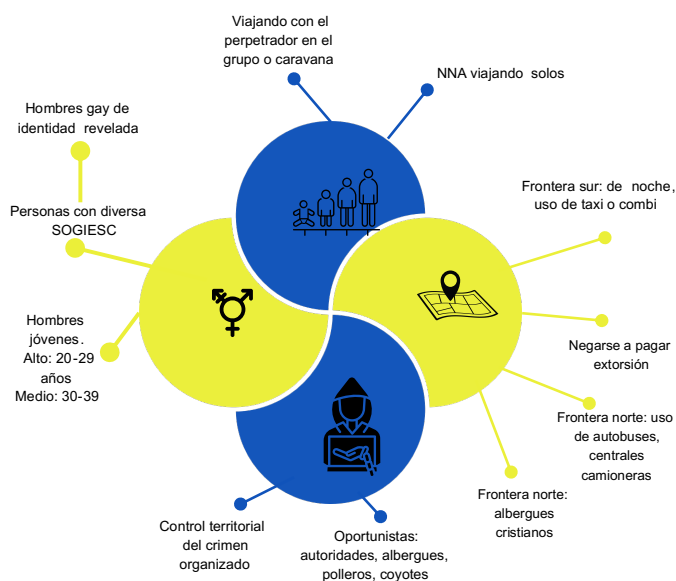 Viajando con el
perpetrador en el
grupo o caravana
NNA viajando solos
Hombres gay de
identidad revelada
Personas con diversa
SOGIESC
Hombres
jóvenes.
Alto: 20-29
años
Medio: 30-39
Frontera sur: de noche,
uso de taxi o combi
Negarse a pagar
extorsión
Frontera norte: uso
de autobuses,
centrales
camioneras
Frontera norte:
albergues
cristianos
Control territorial
del crimen
organizado
Oportunistas:
autoridades, albergues,
polleros, coyotes